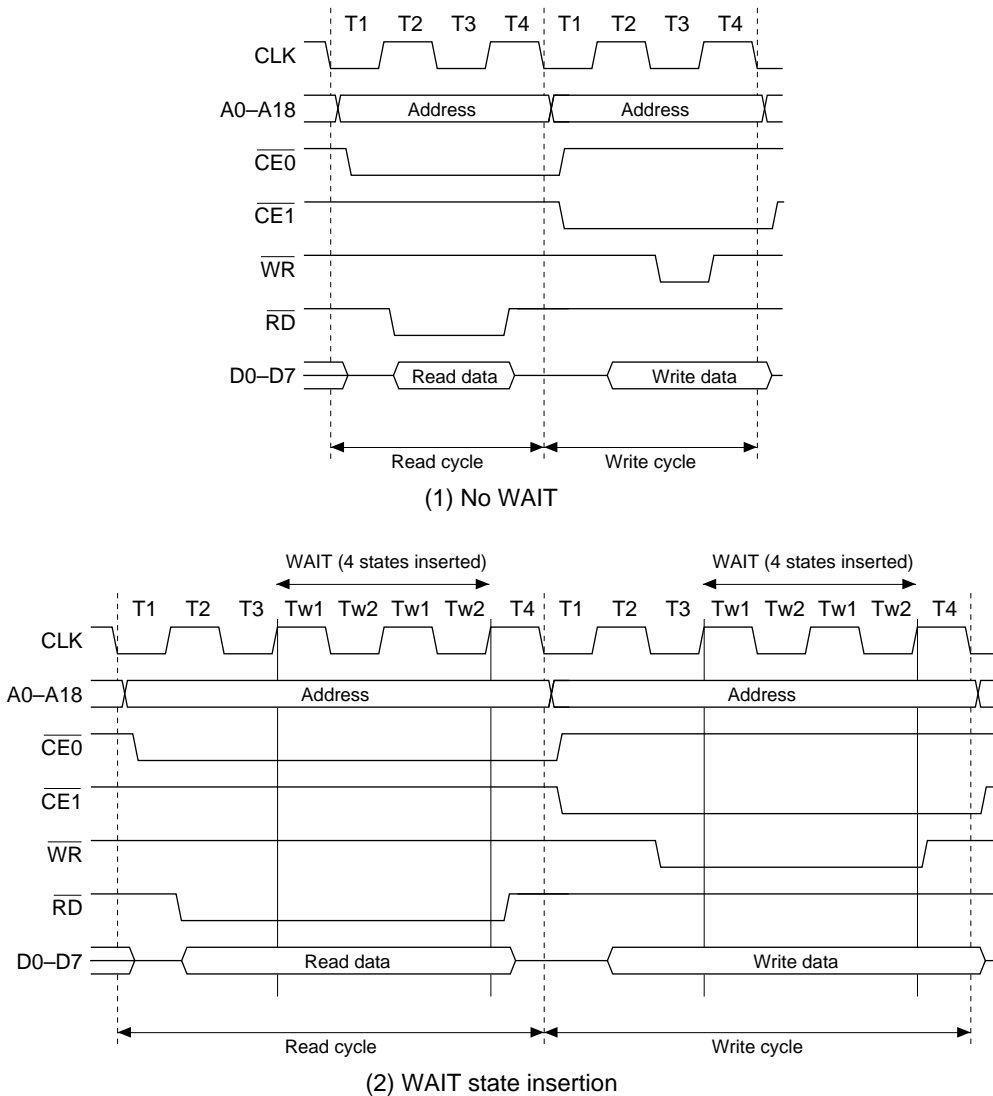 T1 T2 T3 T4 T1 T2 T3 T4
CLK
A0–A18 Address Address
CE0
CE1
WR
RD
D0–D7 Read data Write data
Read cycle Write cycle
(1) No WAIT
WAIT (4 states inserted) WAIT (4 states inserted)
T1 T2 T3 Tw1 Tw2 Tw1 Tw2 T4 T1 T2 T3 Tw1 Tw2 Tw1 Tw2 T4
CLK
A0–A18 Address Address
CE0
CE1
WR
RD
D0–D7 Read data Write data
Read cycle Write cycle
(2) WAIT state insertion